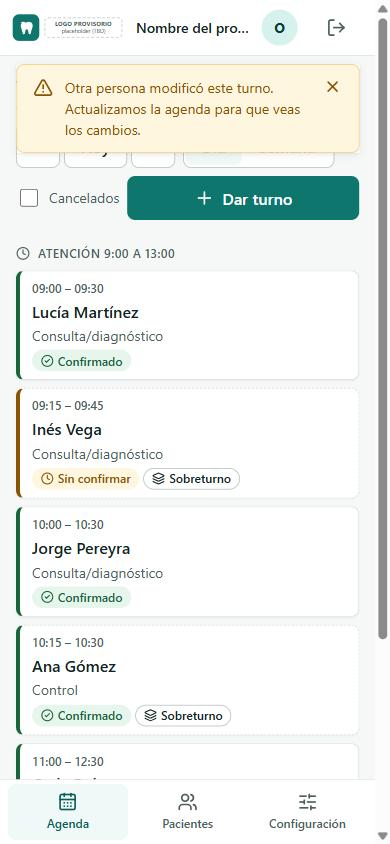 LOGO PROVISORIO
placeholder (18D)
Nombre del pro...
O
Otra persona modificó este turno.
Actualizamos la agenda para que veas
los cambios.
Cancelados
Dar turno
ATENCIÓN 9:00 A 13:00
09:00 – 09:30
Lucía Martínez
Consulta/diagnóstico
Confirmado
09:15 – 09:45
Inés Vega
Consulta/diagnóstico
Sin confirmar
Sobreturno
10:00 – 10:30
Jorge Pereyra
Consulta/diagnóstico
Confirmado
10:15 – 10:30
Ana Gómez
Control
Confirmado
Sobreturno
11:00 – 12:30
Agenda
Pacientes
Configuración